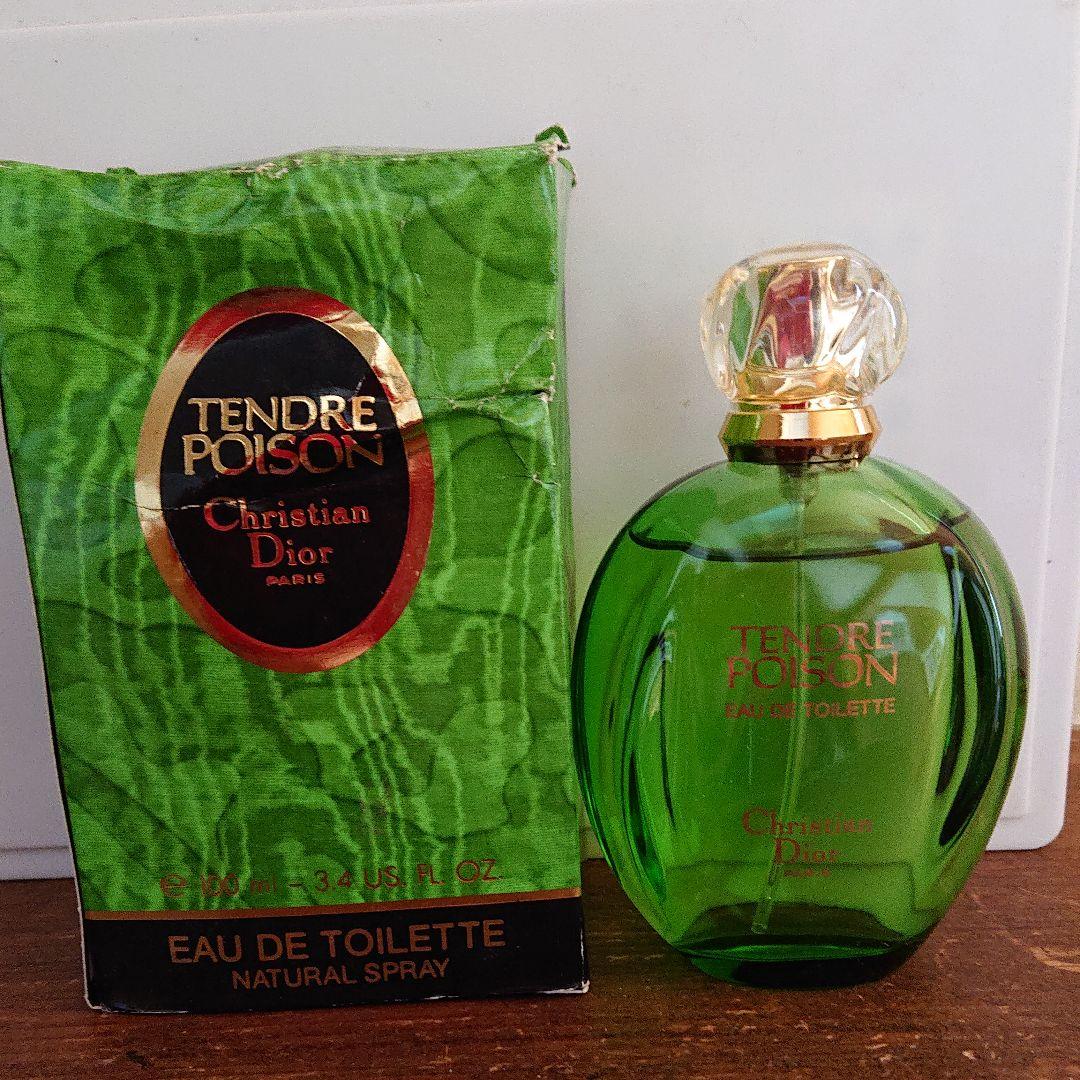 TENDRE
POISON
Christian
Dior
PARIS
e 100 ml - 3.4 US. FL. OZ.
EAU DE TOILETTE
NATURAL SPRAY
TENDRE
POISON
EAU DE TOILETTE
Christian
Dior
PARIS